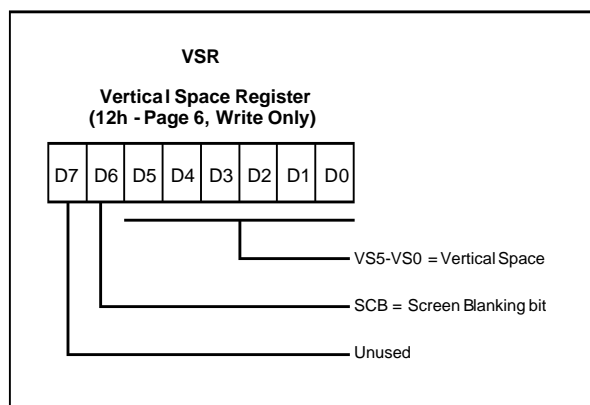 VSR
Vertical Space Register
(12h - Page 6, Write Only)
D7 D6 D5 D4 D3 D2 D1 D0
VS5-VS0 = Vertical Space
SCB = Screen Blanking bit
Unused